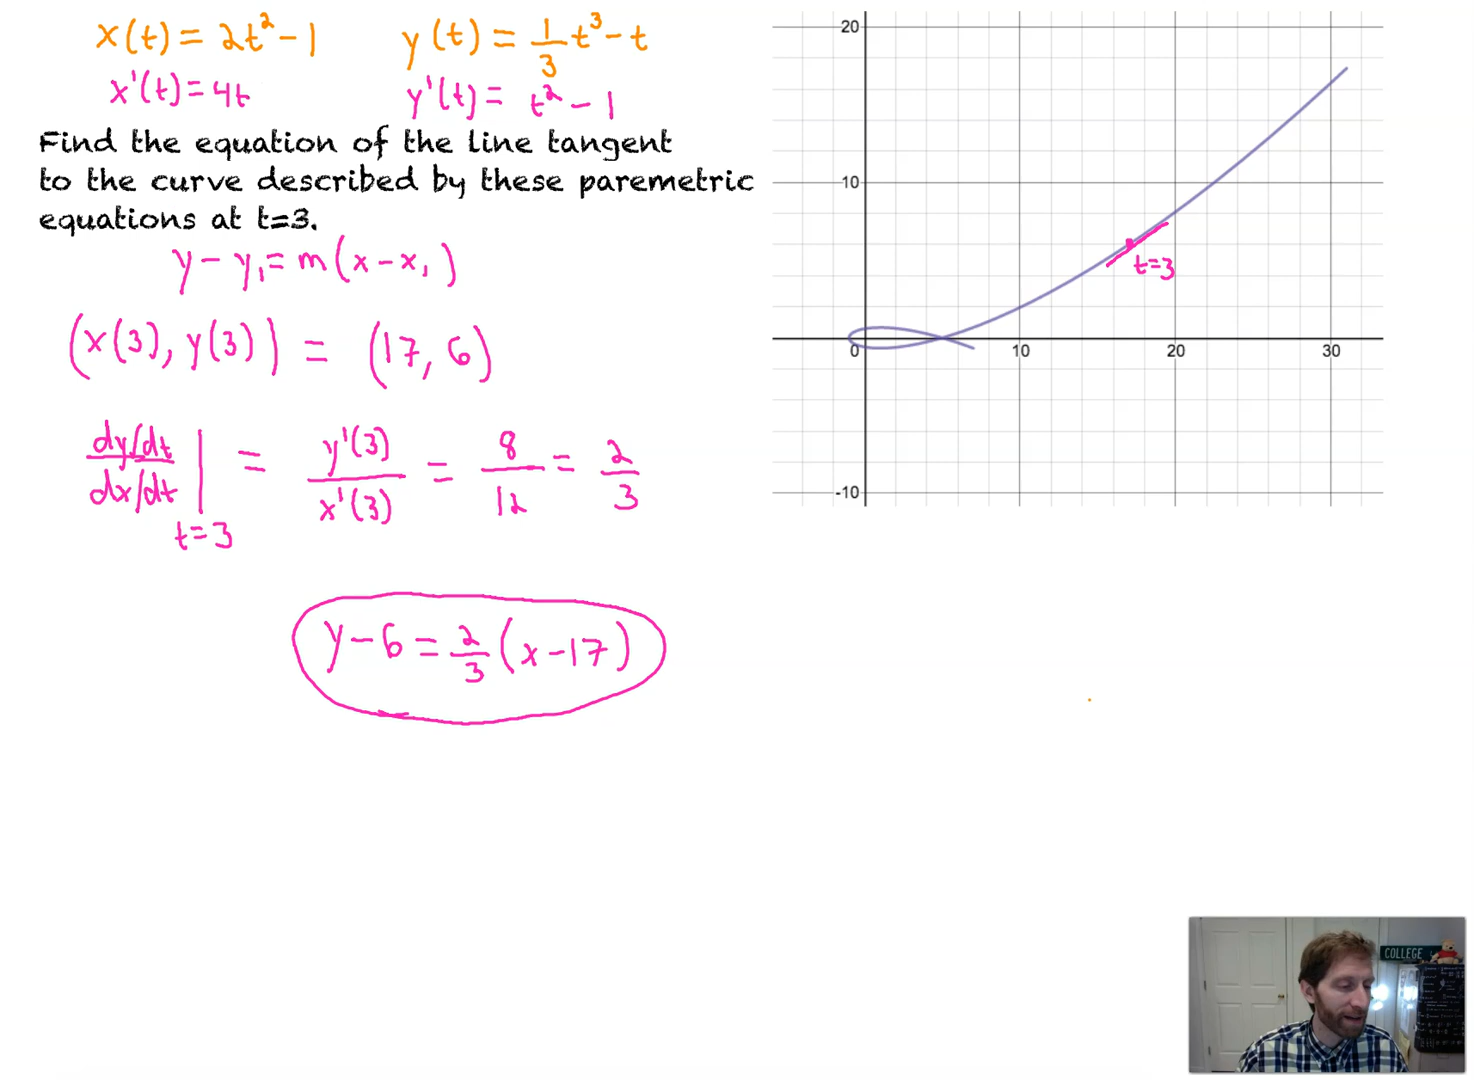 x(t) = 2t² - 1    y(t) = 1/3 t³ - t
x'(t) = 4t    y'(t) = t² - 1
Find the equation of the line tangent
to the curve described by these paremetric
equations at t=3.
y - y₁ = m(x - x₁)
(x(3), y(3)) = (17, 6)
(dy/dt)/(dx/dt) | t=3 = y'(3)/x'(3) = 8/12 = 2/3
y - 6 = 2/3 (x - 17)
20
10
t=3
0 10 20 30
-10
COLLEGE